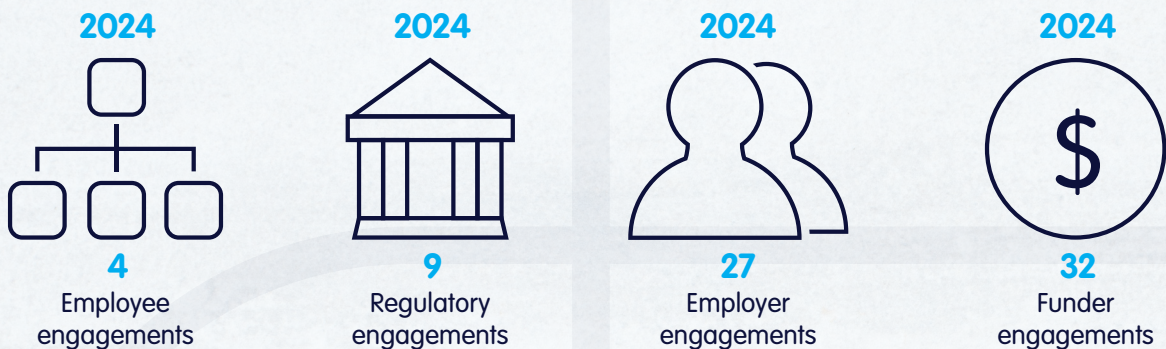 2024
4
Employee
engagements
2024
9
Regulatory
engagements
2024
27
Employer
engagements
2024
$
32
Funder
engagements